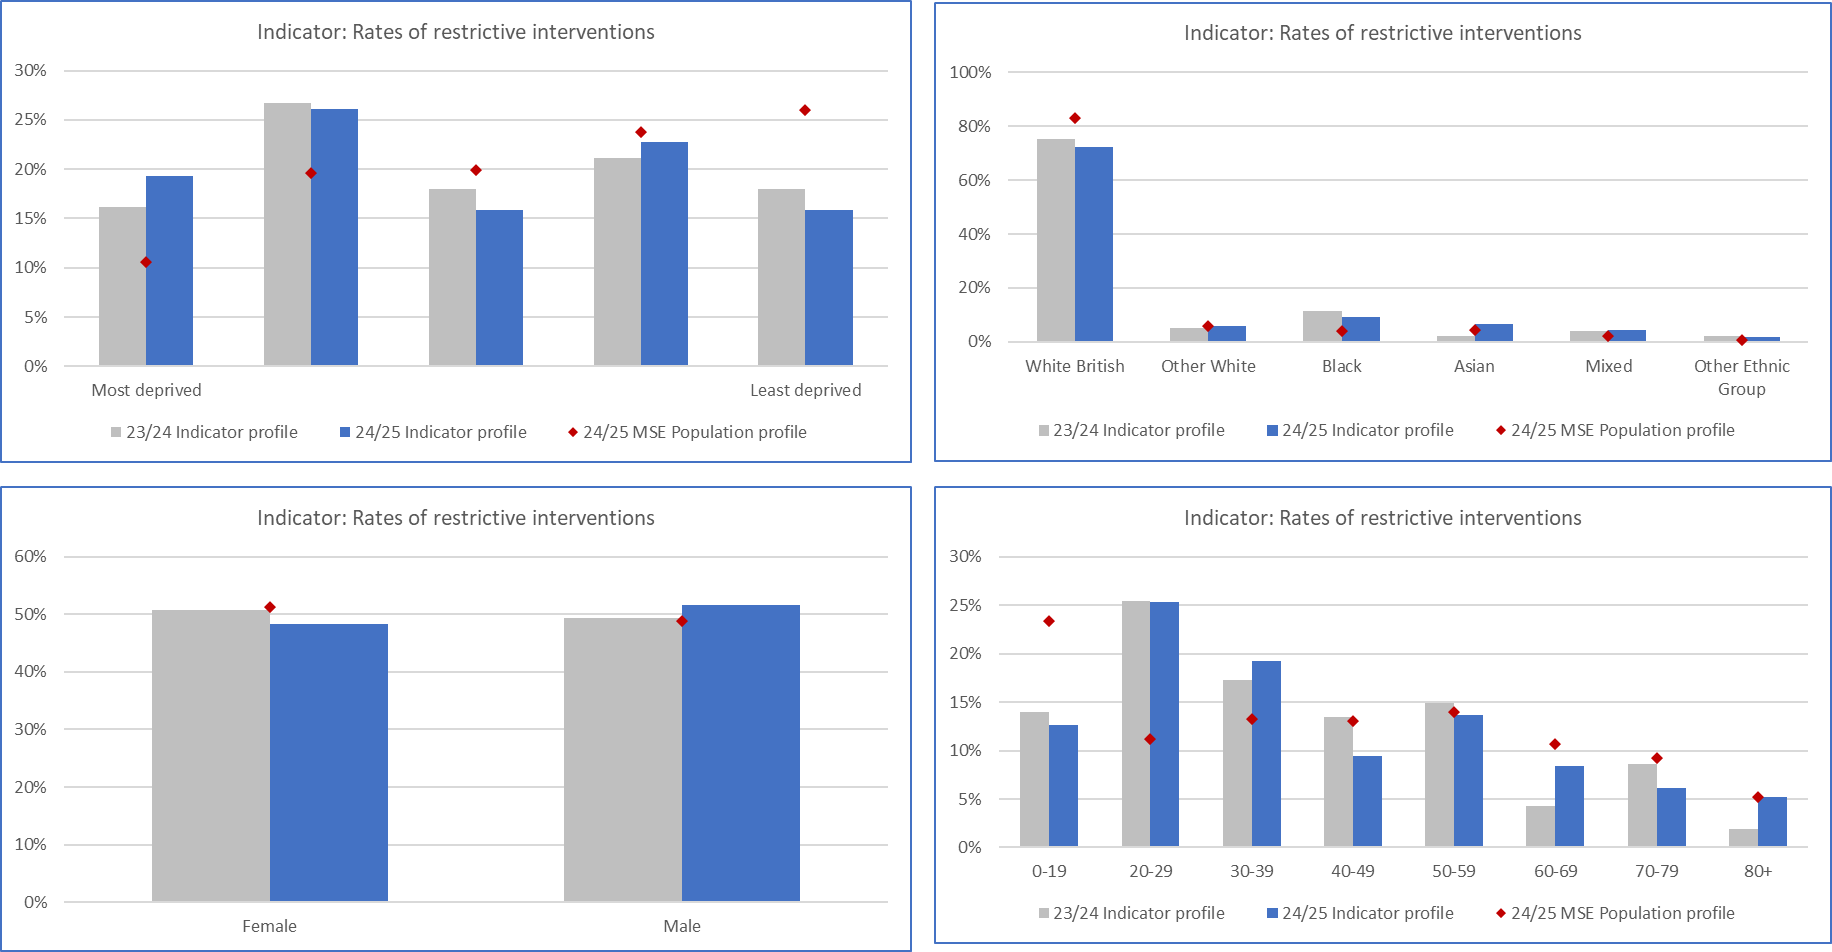 Indicator: Rates of restrictive interventions
30%
25%
20%
15%
10%
5%
0%
Most deprived
Least deprived
23/24 Indicator profile
24/25 Indicator profile
24/25 MSE Population profile
Indicator: Rates of restrictive interventions
100%
80%
60%
40%
20%
0%
White British
Other White
Black
Asian
Mixed
Other Ethnic
Group
23/24 Indicator profile
24/25 Indicator profile
24/25 MSE Population profile
Indicator: Rates of restrictive interventions
60%
50%
40%
30%
20%
10%
0%
Female
Male
Indicator: Rates of restrictive interventions
30%
25%
20%
15%
10%
5%
0%
0-19
20-29
30-39
40-49
50-59
60-69
70-79
80+
23/24 Indicator profile
24/25 Indicator profile
24/25 MSE Population profile